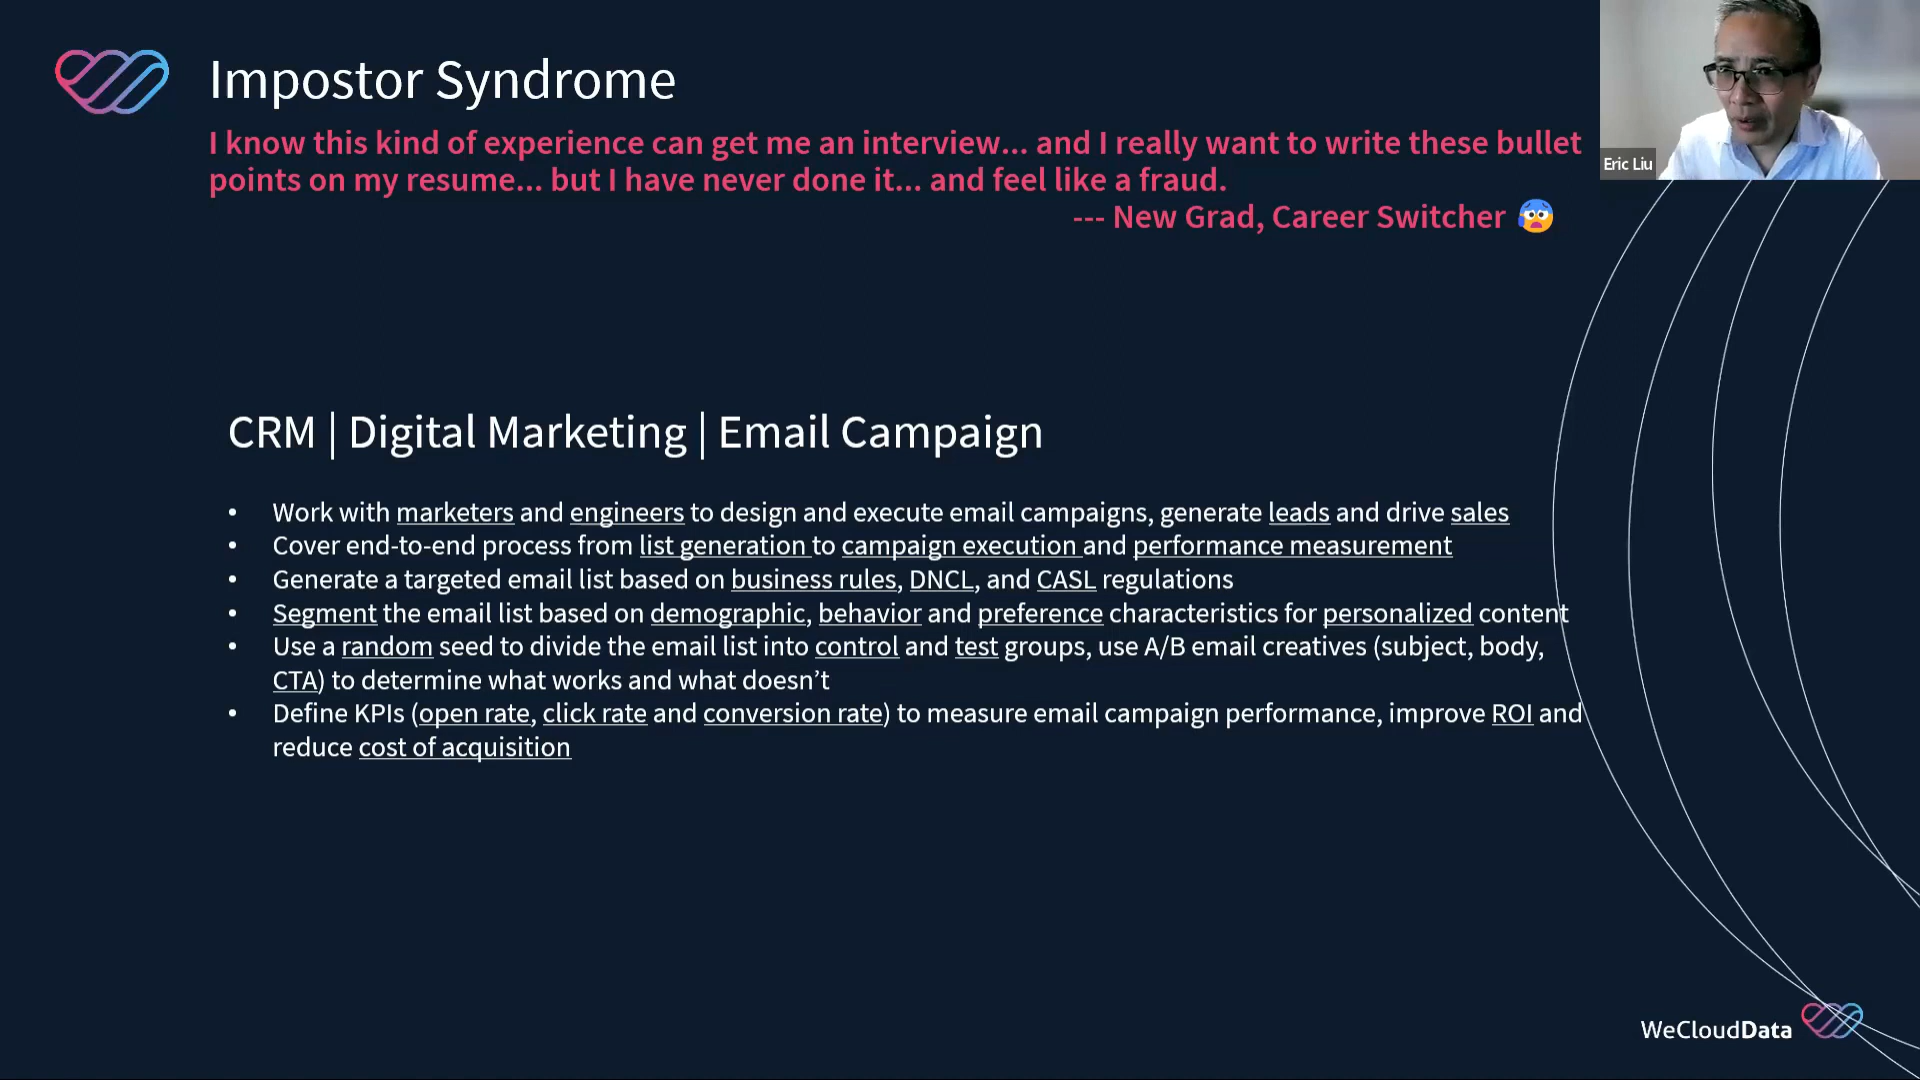 Impostor Syndrome
I know this kind of experience can get me an interview... and I really want to write these bullet
points on my resume... but I have never done it... and feel like a fraud.
--- New Grad, Career Switcher 😰
Eric Liu
CRM | Digital Marketing | Email Campaign
• Work with marketers and engineers to design and execute email campaigns, generate leads and drive sales
• Cover end-to-end process from list generation to campaign execution and performance measurement
• Generate a targeted email list based on business rules, DNCL, and CASL regulations
• Segment the email list based on demographic, behavior and preference characteristics for personalized content
• Use a random seed to divide the email list into control and test groups, use A/B email creatives (subject, body,
CTA) to determine what works and what doesn’t
• Define KPIs (open rate, click rate and conversion rate) to measure email campaign performance, improve ROI and
reduce cost of acquisition
WeCloudData